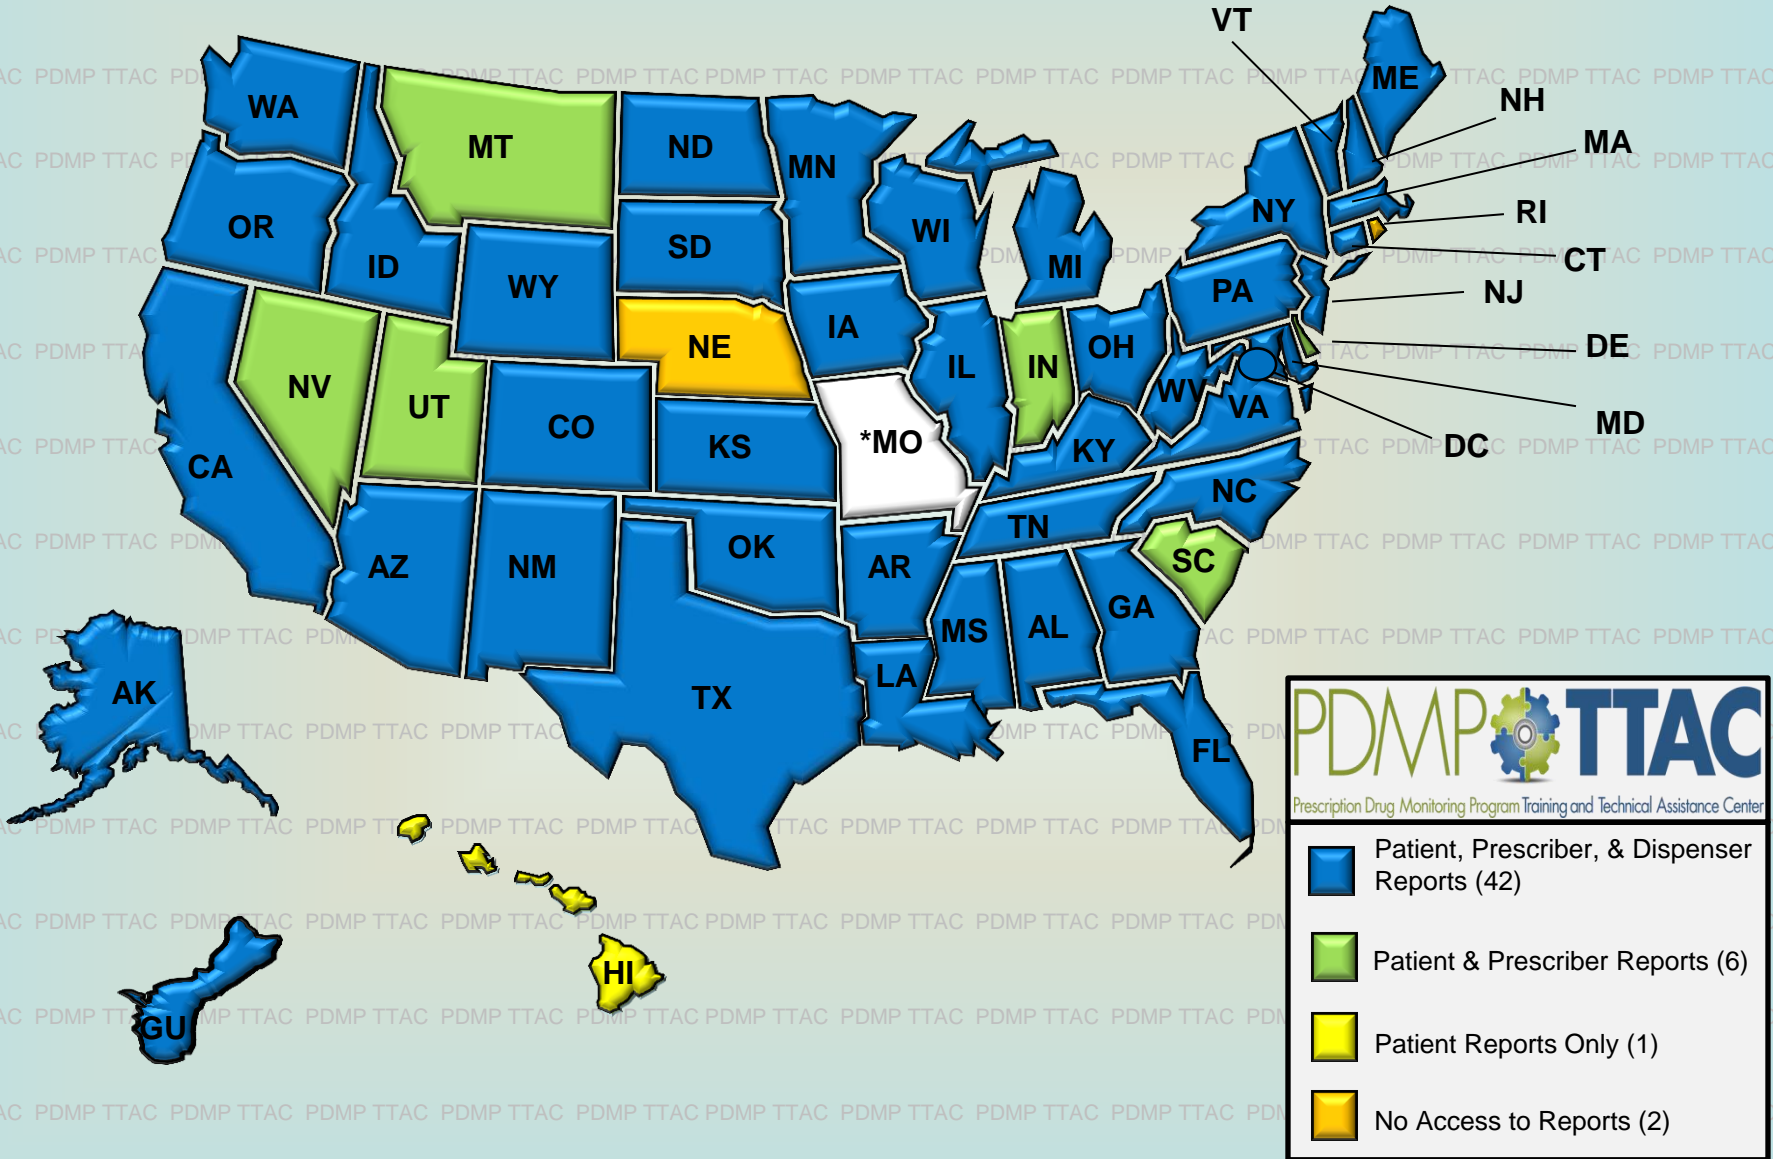 VT
ME
WA
NH
MT
ND
MN
MA
OR
ID
WY
SD
WI
MI
NY
RI
CT
PA
NJ
NE
IA
NV
UT
CO
KS
*MO
IL
IN
OH
WV
VA
DE
MD
DC
CA
KY
NC
AZ
NM
OK
AR
TN
SC
MS
AL
GA
TX
LA
FL
AK
HI
GU
PDMP TTAC
Prescription Drug Monitoring Program Training and Technical Assistance Center
Patient, Prescriber, & Dispenser
Reports (42)
Patient & Prescriber Reports (6)
Patient Reports Only (1)
No Access to Reports (2)